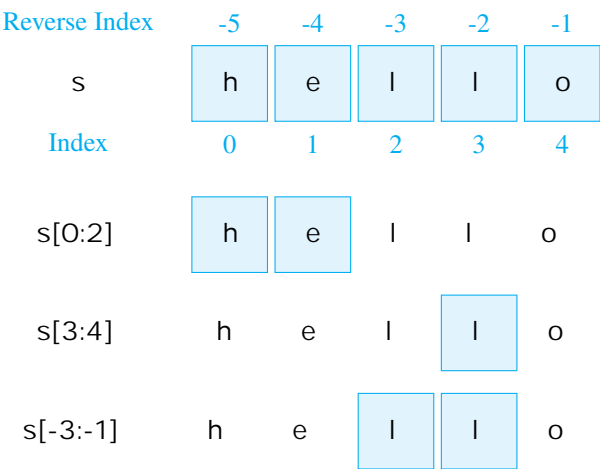 Reverse Index -5 -4 -3 -2 -1
s h e l l o
Index 0 1 2 3 4
s[0:2] h e l l o
s[3:4] h e l l o
s[-3:-1] h e l l o